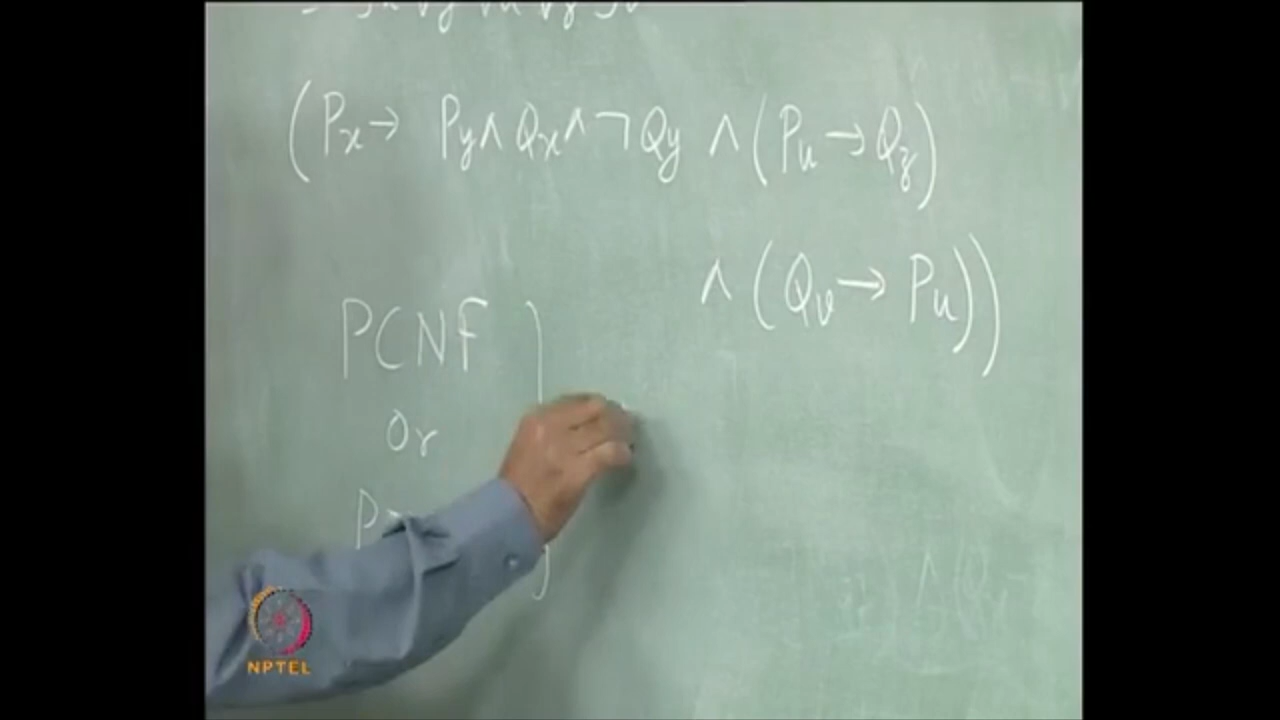 (Px → Py ∧ Qx ∧ ¬ Qy ∧ (Pu → Qz)
∧ (Qv → Pu))
PCNF
Or
NPTEL